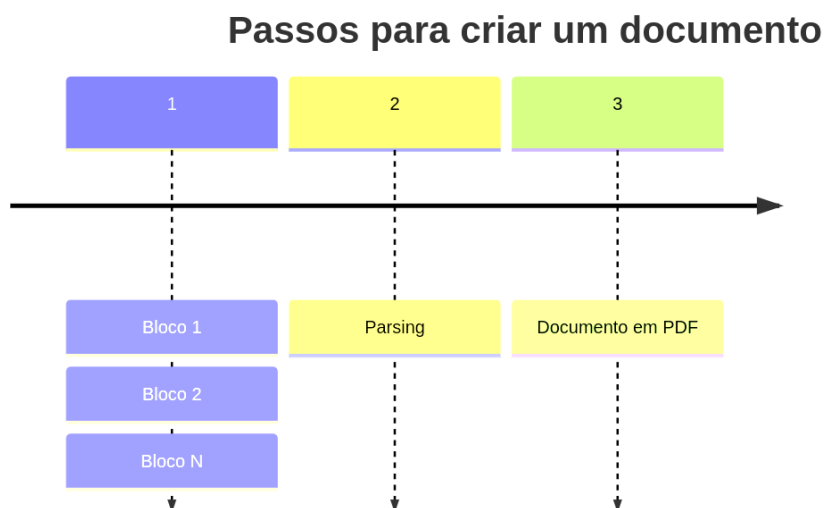 Passos para criar um documento
1
2
3
Bloco 1
Parsing
Documento em PDF
Bloco 2
Bloco N